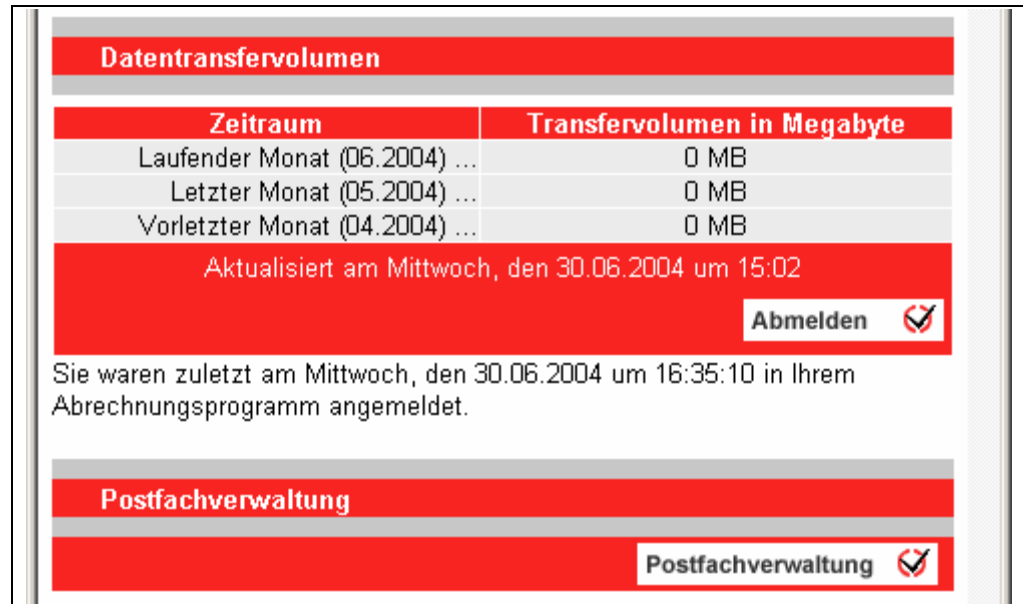 Datentransfervolumen
Zeitraum Transfervolumen in Megabyte
Laufender Monat (06.2004) ... 0 MB
Letzter Monat (05.2004) ... 0 MB
Vorletzter Monat (04.2004) ... 0 MB
Aktualisiert am Mittwoch, den 30.06.2004 um 15:02
Abmelden
Sie waren zuletzt am Mittwoch, den 30.06.2004 um 16:35:10 in Ihrem
Abrechnungsprogramm angemeldet.
Postfachverwaltung
Postfachverwaltung